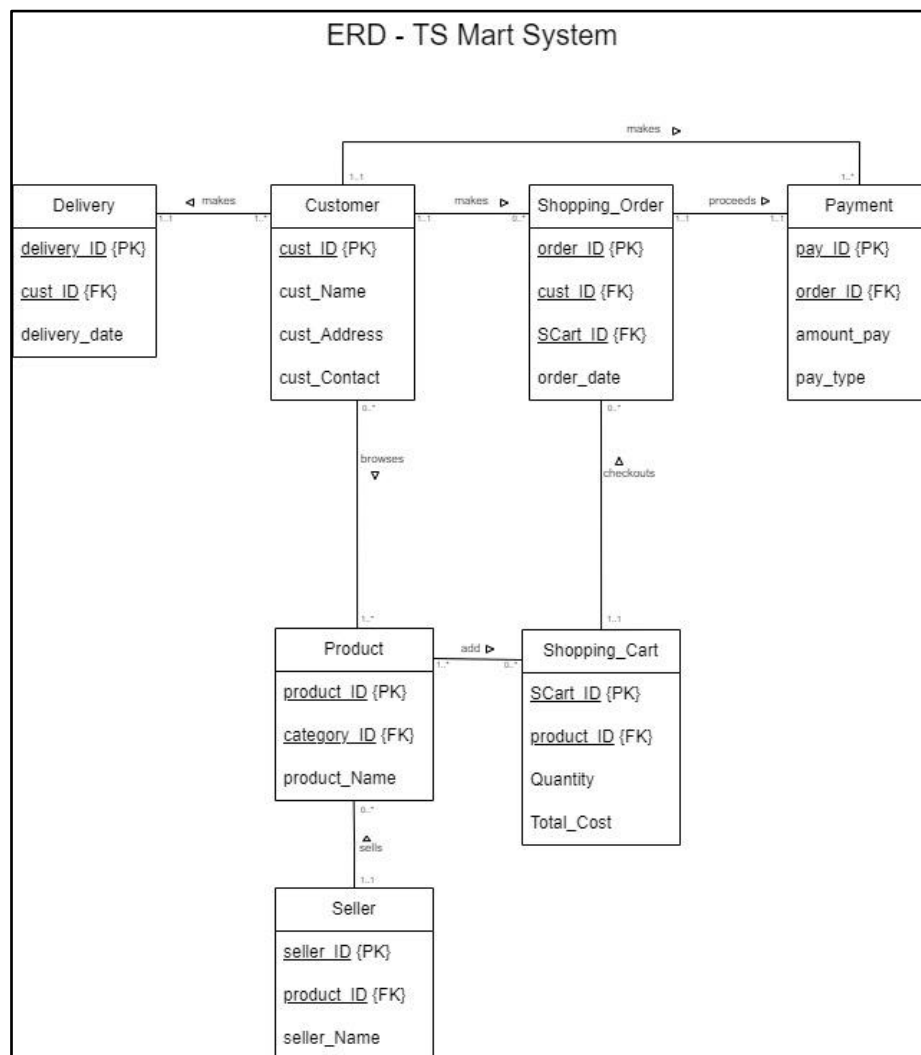 ERD - TS Mart System
makes
1..1
1..*
Delivery
delivery_ID {PK}
cust_ID {FK}
delivery_date
makes
1..1
1..*
Customer
cust_ID {PK}
cust_Name
cust_Address
cust_Contact
makes
1..1
0..*
Shopping_Order
order_ID {PK}
cust_ID {FK}
SCart_ID {FK}
order_date
proceeds
1..1
1..1
Payment
pay_ID {PK}
order_ID {FK}
amount_pay
pay_type
0..*
browses
1..*
0..*
checkouts
1..1
Product
product_ID {PK}
category_ID {FK}
product_Name
add
1..*
0..*
Shopping_Cart
SCart_ID {PK}
product_ID {FK}
Quantity
Total_Cost
0..*
sells
1..1
Seller
seller_ID {PK}
product_ID {FK}
seller_Name